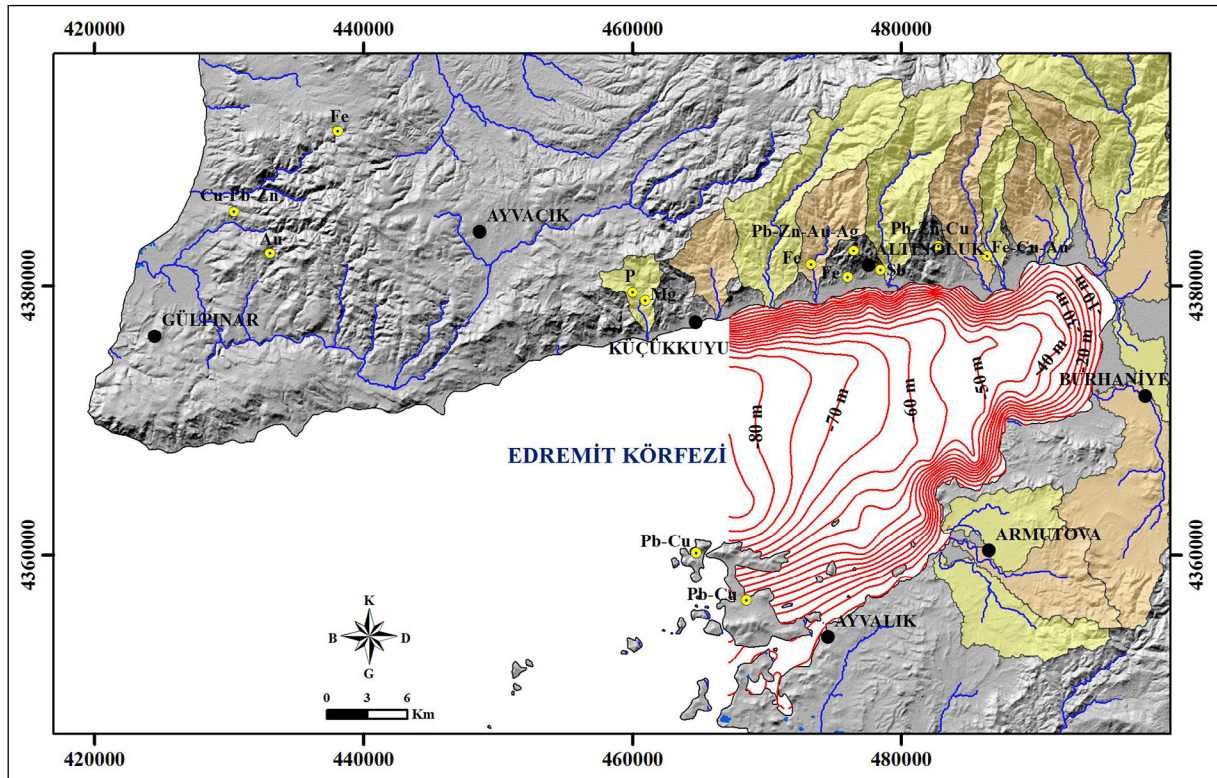 420000 440000 460000 480000
Fe
Cu-Pb-Zn
Au
AYVACIK
Pb-Zn-Au-Ag
Pb-Zn-Cu
ALTINOLUK
Fe-Cu-Au
Fe
Fe
Sb
P
Mg
4380000
4380000
GÜLPINAR
KÜÇÜKKUYU
-10 m
-30 m
-20 m
-40 m
-50 m
-60 m
-70 m
-80 m
BURHANİYE
EDREMİT KÖRFEZİ
ARMUTOVA
4360000
4360000
Pb-Cu
Pb-Cu
AYVALIK
K
B D
G
0 3 6
Km
420000 440000 460000 480000